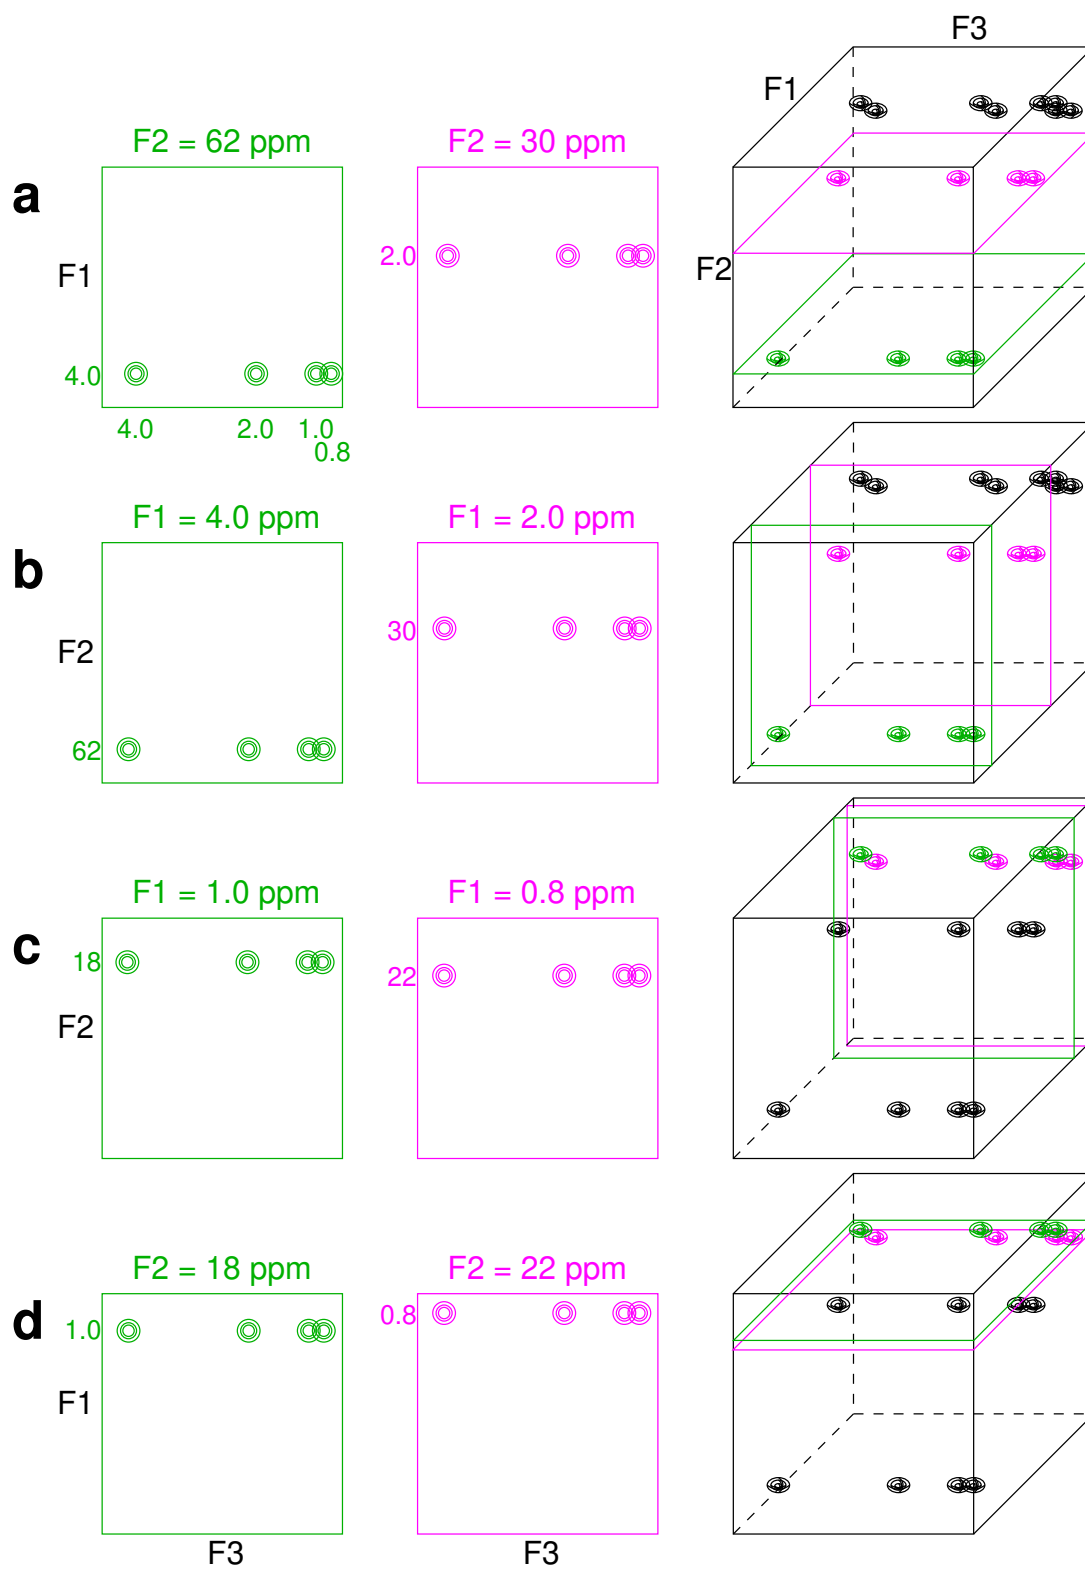 F3
F1
F2 = 62 ppm
F2 = 30 ppm
a
2.0
F1
F2
4.0
4.0
2.0
1.0
0.8
F1 = 4.0 ppm
F1 = 2.0 ppm
b
30
F2
62
F1 = 1.0 ppm
F1 = 0.8 ppm
c
18
22
F2
F2 = 18 ppm
F2 = 22 ppm
d
1.0
0.8
F1
F3
F3